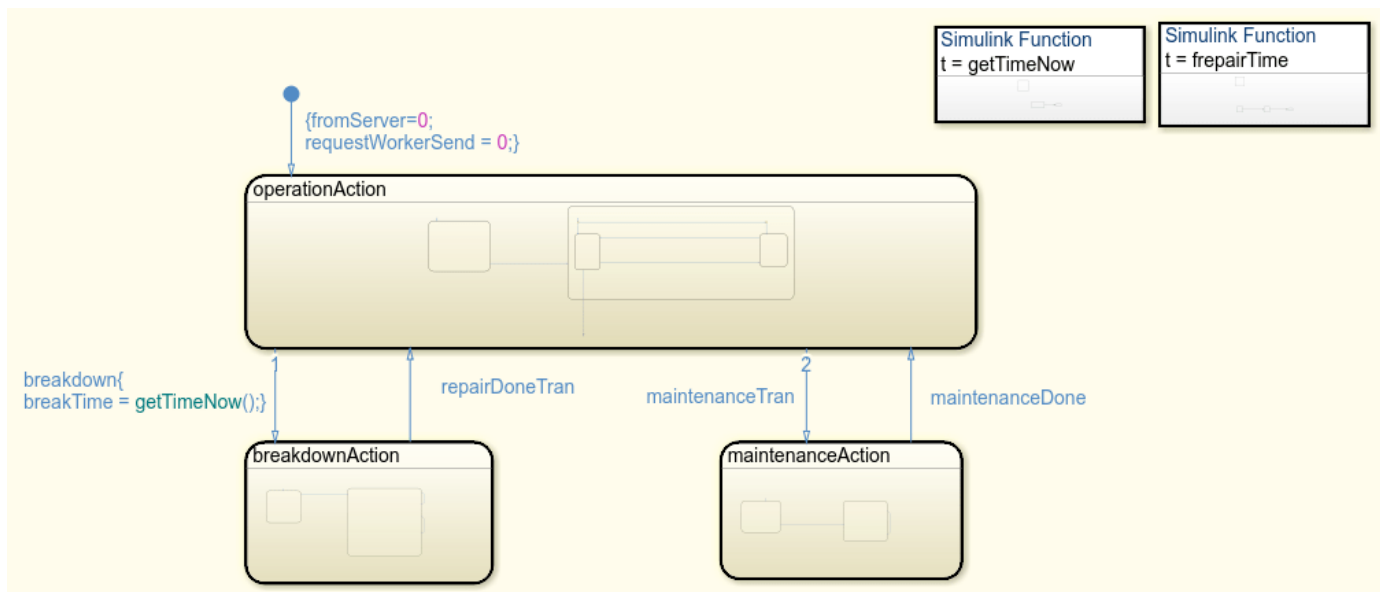 Simulink Function
t = getTimeNow
Simulink Function
t = frepairTime
{fromServer=0;
requestWorkerSend = 0;}
operationAction
1
2
breakdown{
breakTime = getTimeNow();}
repairDoneTran
maintenanceTran
maintenanceDone
breakdownAction
maintenanceAction